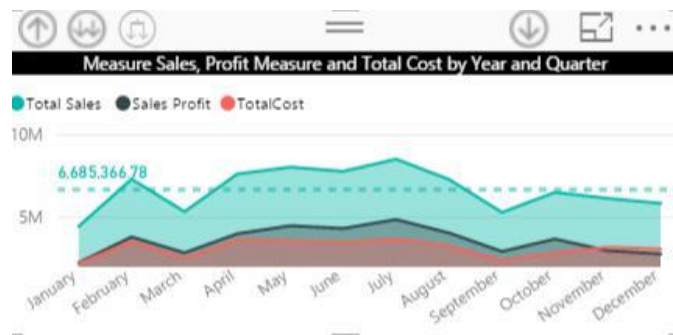 Measure Sales, Profit Measure and Total Cost by Year and Quarter
Total Sales Sales Profit TotalCost
10M
6,685,366.78
5M
January February March April May June July August September October November December